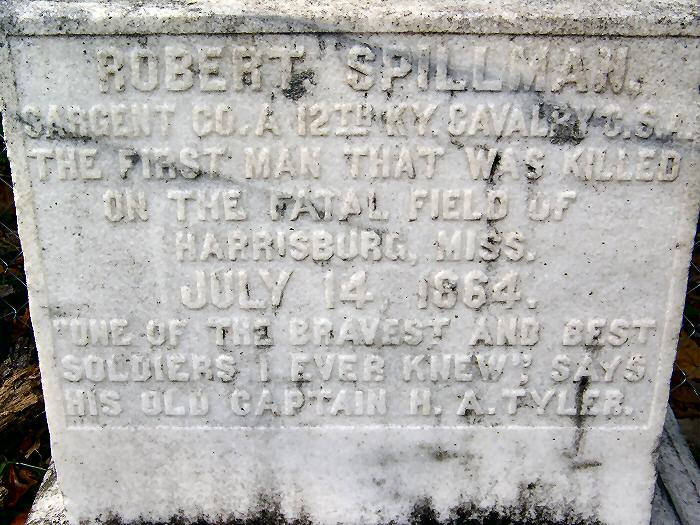 ROBERT SPILLMAN.
SARGENT CO. A 12TH KY. CAVALRY C.S.A.
THE FIRST MAN THAT WAS KILLED
ON THE FATAL FIELD OF
HARRISBURG, MISS.
JULY 14, 1864.
"ONE OF THE BRAVEST AND BEST
SOLDIERS I EVER KNEW"; SAYS
HIS OLD CAPTAIN H. A. TYLER.